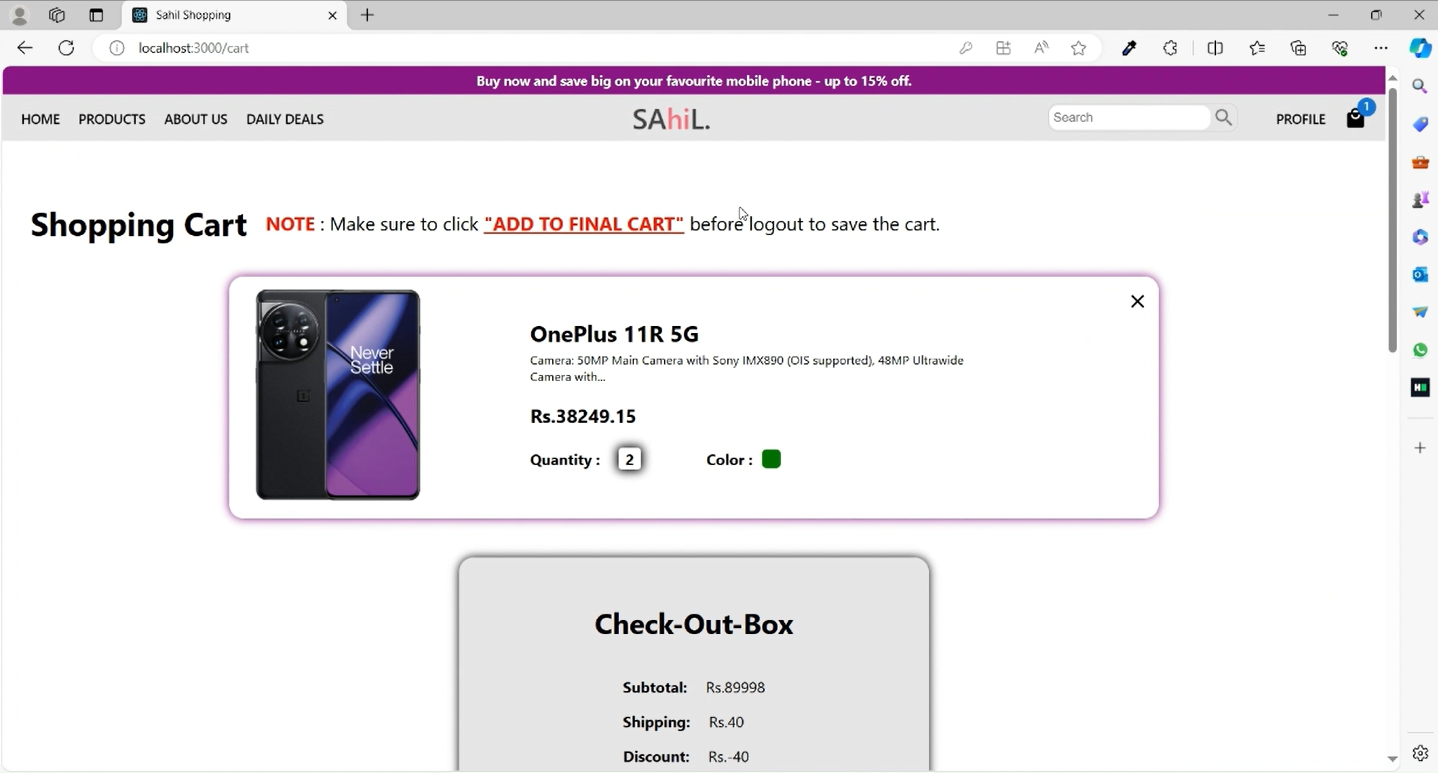 Sahil Shopping
localhost:3000/cart
Buy now and save big on your favourite mobile phone - up to 15% off.
HOME PRODUCTS ABOUT US DAILY DEALS SAhiL. Search PROFILE 1
Shopping Cart NOTE : Make sure to click "ADD TO FINAL CART" before logout to save the cart.
Never
Settle
OnePlus 11R 5G
Camera: 50MP Main Camera with Sony IMX890 (OIS supported), 48MP Ultrawide
Camera with...
Rs.38249.15
Quantity : 2 Color :
Check-Out-Box
Subtotal: Rs.89998
Shipping: Rs.40
Discount: Rs.-40